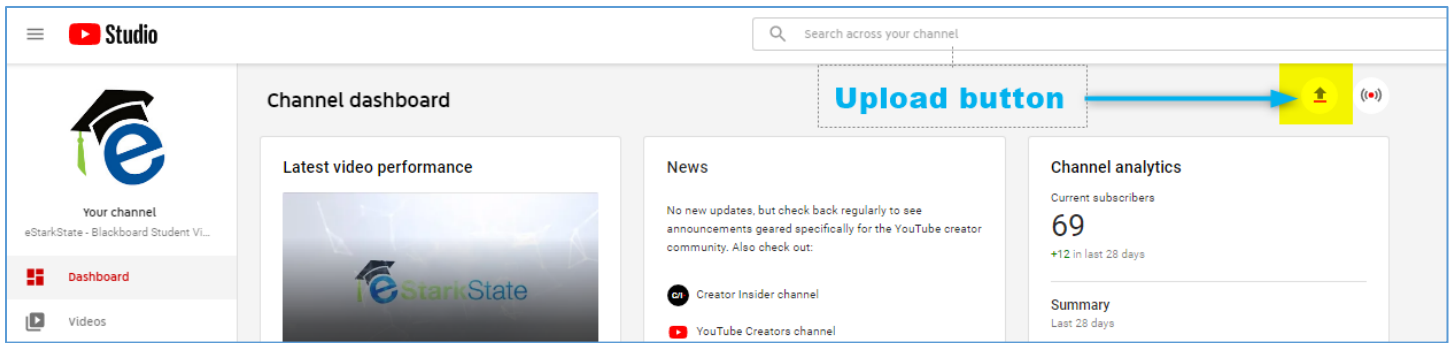 Studio
Search across your channel
Channel dashboard
Upload button
e
Your channel
eStarkState - Blackboard Student Vi...
Dashboard
Videos
Latest video performance
eStarkState
News
No new updates, but check back regularly to see
announcements geared specifically for the YouTube creator
community. Also check out:
C/I
Creator Insider channel
YouTube Creators channel
Channel analytics
Current subscribers
69
+12 in last 28 days
Summary
Last 28 days